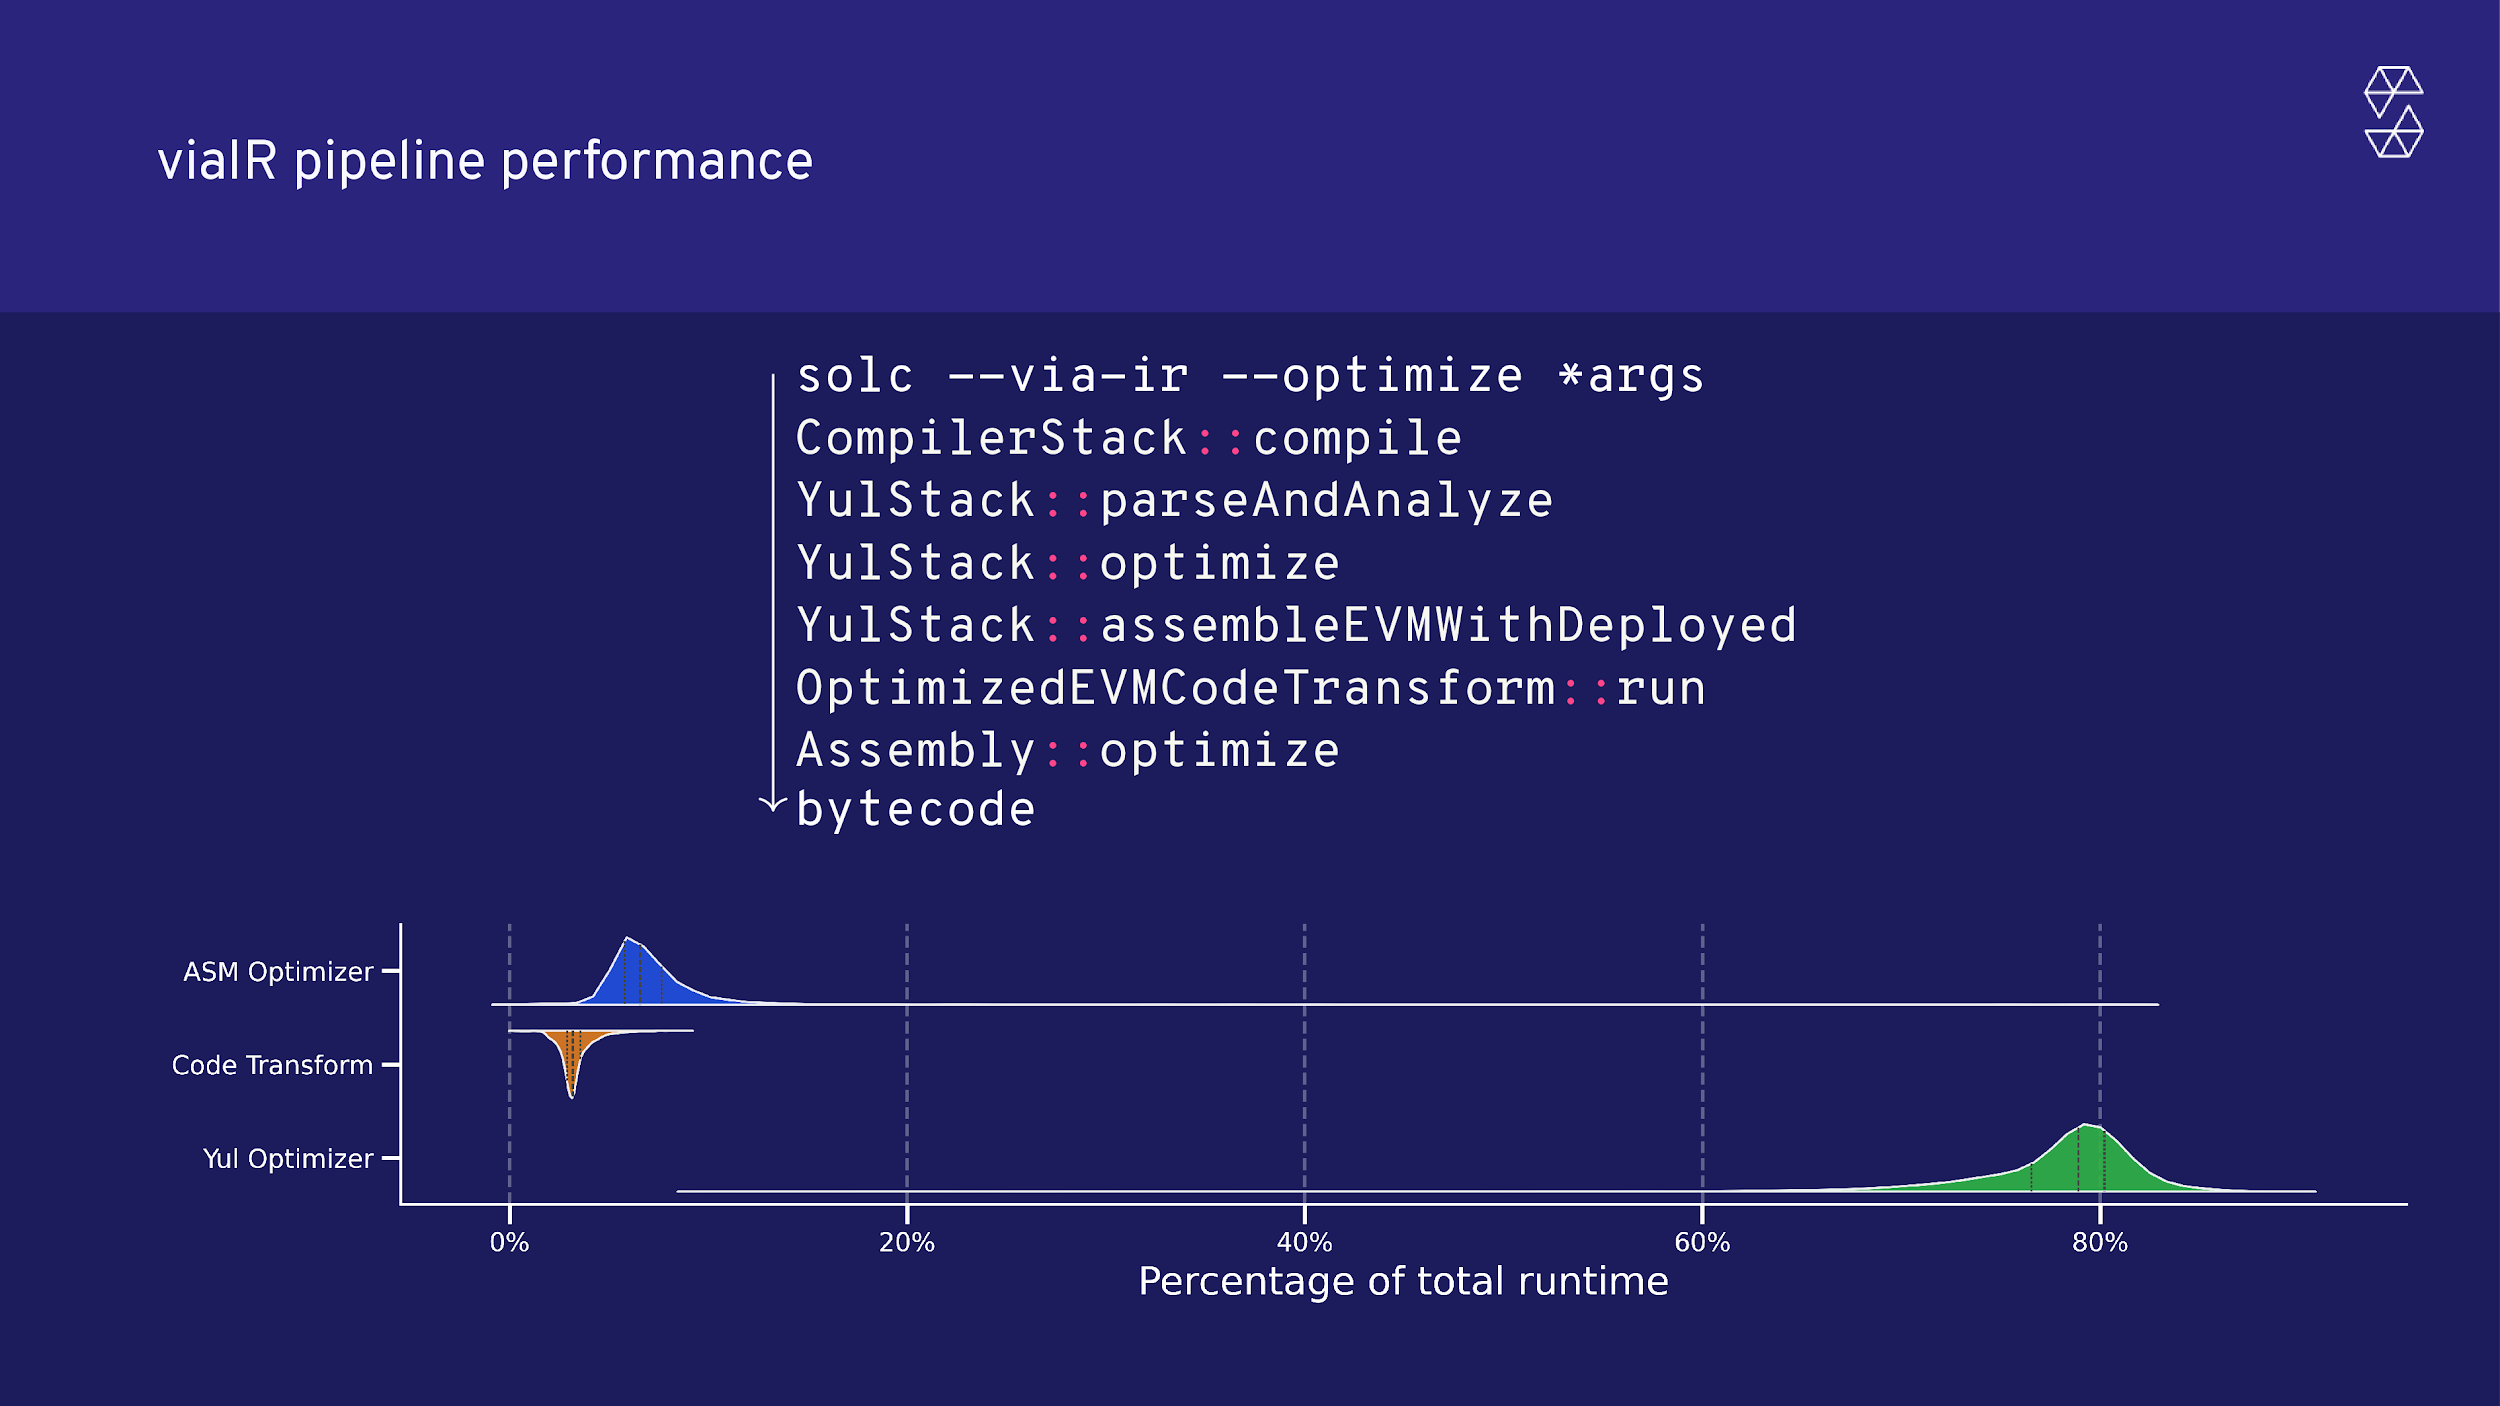 viaIR pipeline performance
solc --via-ir --optimize *args
CompilerStack::compile
YulStack::parseAndAnalyze
YulStack::optimize
YulStack::assembleEVMWithDeployed
OptimizedEVMCodeTransform::run
Assembly::optimize
bytecode
ASM Optimizer
Code Transform
Yul Optimizer
0% 20% 40% 60% 80%
Percentage of total runtime